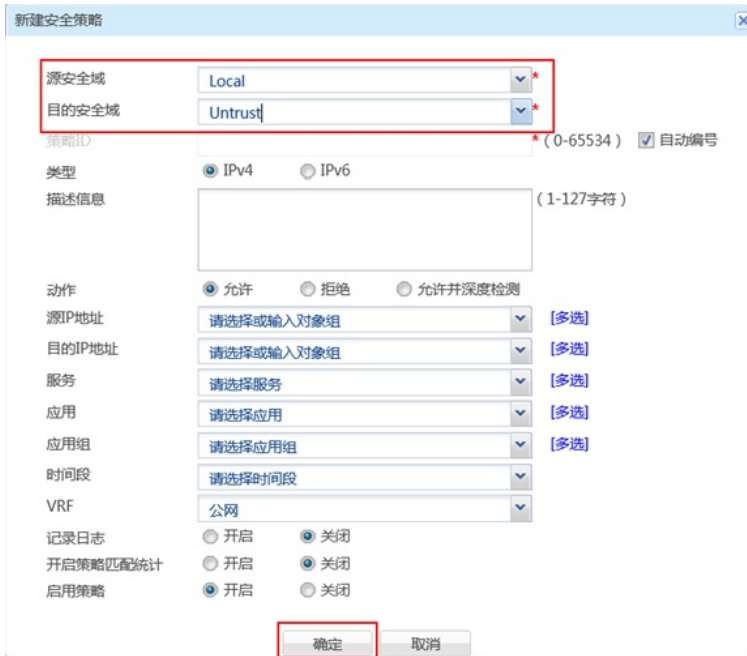 新建安全策略
源安全域 Local *
目的安全域 Untrust *
策略ID *(0-65534) 自动编号
类型 IPv4 IPv6
描述信息 (1-127字符)
动作 允许 拒绝 允许并深度检测
源IP地址 请选择或输入对象组 [多选]
目的IP地址 请选择或输入对象组 [多选]
服务 请选择服务 [多选]
应用 请选择应用 [多选]
应用组 请选择应用组 [多选]
时间段 请选择时间段
VRF 公网
记录日志 开启 关闭
开启策略匹配统计 开启 关闭
启用策略 开启 关闭
确定 取消